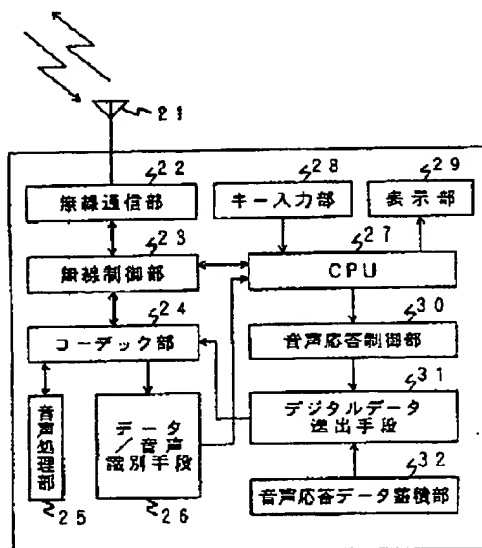 21
22
無線通信部
28
キー入力部
29
表示部
23
無線制御部
27
CPU
24
コーデック部
30
音声応答制御部
31
デジタルデータ
送出手段
音声処理部
25
データ
/音声
識別手段
26
32
音声応答データ蓄積部